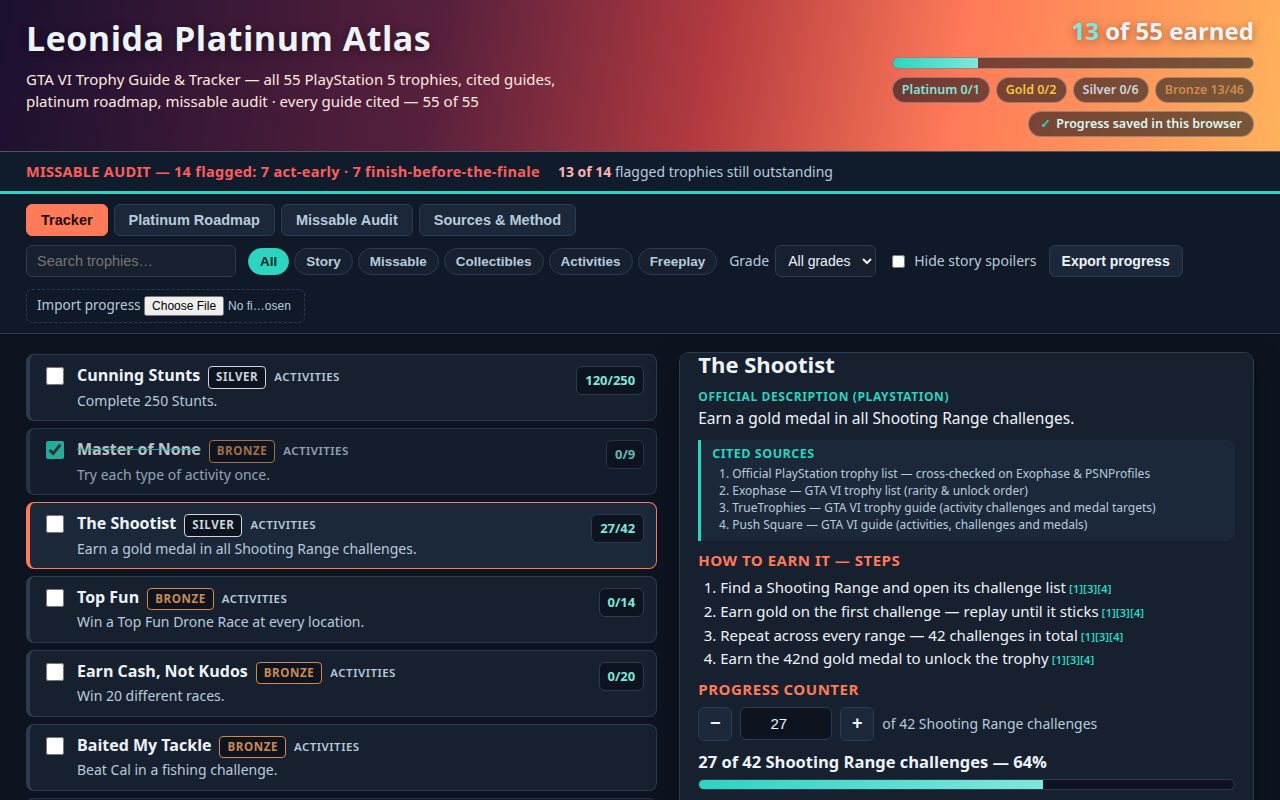 Leonida Platinum Atlas
GTA VI Trophy Guide & Tracker — all 55 PlayStation 5 trophies, cited guides,
platinum roadmap, missable audit · every guide cited — 55 of 55
13 of 55 earned
Platinum 0/1
Gold 0/2
Silver 0/6
Bronze 13/46
✓ Progress saved in this browser
MISSABLE AUDIT — 14 flagged: 7 act-early · 7 finish-before-the-finale
13 of 14 flagged trophies still outstanding
Tracker
Platinum Roadmap
Missable Audit
Sources & Method
Search trophies…
All
Story
Missable
Collectibles
Activities
Freeplay
Grade
All grades
Hide story spoilers
Export progress
Import progress
Choose File
No fi…osen
Cunning Stunts
SILVER
ACTIVITIES
120/250
Complete 250 Stunts.
Master of None
BRONZE
ACTIVITIES
0/9
Try each type of activity once.
The Shootist
SILVER
ACTIVITIES
27/42
Earn a gold medal in all Shooting Range challenges.
Top Fun
BRONZE
ACTIVITIES
0/14
Win a Top Fun Drone Race at every location.
Earn Cash, Not Kudos
BRONZE
ACTIVITIES
0/20
Win 20 different races.
Baited My Tackle
BRONZE
ACTIVITIES
Beat Cal in a fishing challenge.
The Shootist
OFFICIAL DESCRIPTION (PLAYSTATION)
Earn a gold medal in all Shooting Range challenges.
CITED SOURCES
1. Official PlayStation trophy list — cross-checked on Exophase & PSNProfiles
2. Exophase — GTA VI trophy list (rarity & unlock order)
3. TrueTrophies — GTA VI trophy guide (activity challenges and medal targets)
4. Push Square — GTA VI guide (activities, challenges and medals)
HOW TO EARN IT — STEPS
1. Find a Shooting Range and open its challenge list [1][3][4]
2. Earn gold on the first challenge — replay until it sticks [1][3][4]
3. Repeat across every range — 42 challenges in total [1][3][4]
4. Earn the 42nd gold medal to unlock the trophy [1][3][4]
PROGRESS COUNTER
−
27
+
of 42 Shooting Range challenges
27 of 42 Shooting Range challenges — 64%